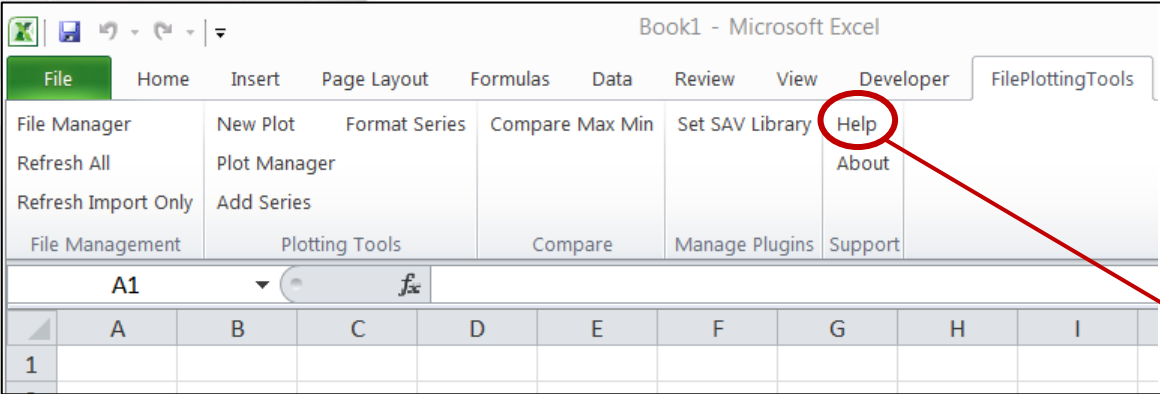 Book1 - Microsoft Excel
File Home Insert Page Layout Formulas Data Review View Developer FilePlottingTools
File Manager New Plot Format Series Compare Max Min Set SAV Library Help
Refresh All Plot Manager About
Refresh Import Only Add Series
File Management Plotting Tools Compare Manage Plugins Support
A1 fx
A B C D E F G H I
1